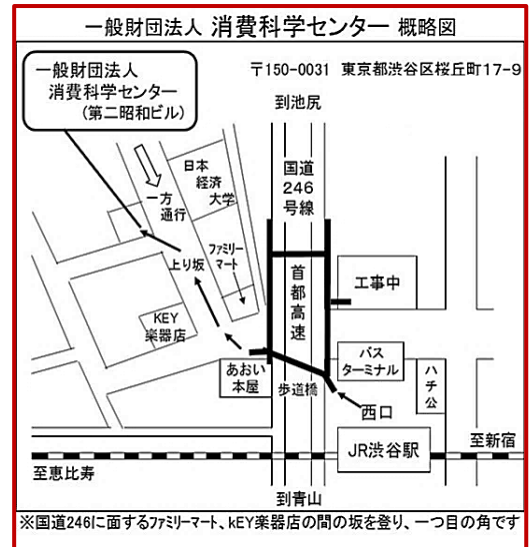 一般財団法人 消費科学センター 概略図
一般財団法人
消費科学センター
(第二昭和ビル)
〒150-0031 東京都渋谷区桜丘町17-9
到池尻
国道
246
号線
日本
経済
大学
一方
通行
ファミリー
マート
上り坂
首都高速
工事中
KEY
楽器店
あおい
本屋
歩道橋
バス
ターミナル
ハチ公
西口
JR渋谷駅
至新宿
至恵比寿
到青山
※国道246に面するファミリーマート、kEY楽器店の間の坂を登り、一つ目の角です